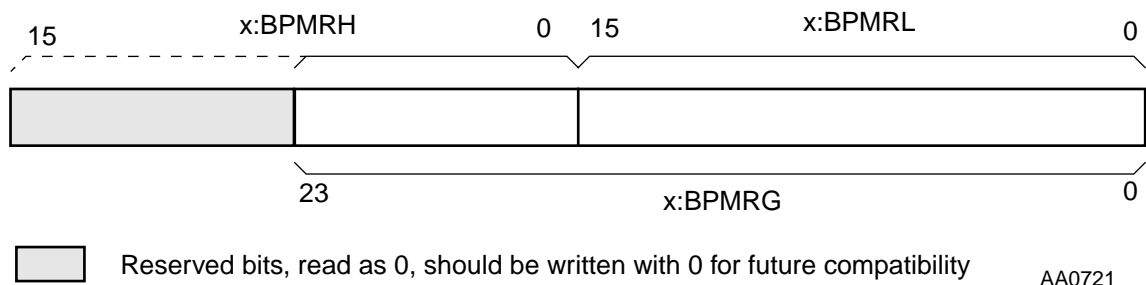 15 x:BPMRH 0 15 x:BPMRL 0
23 x:BPMRG 0
Reserved bits, read as 0, should be written with 0 for future compatibility
AA0721